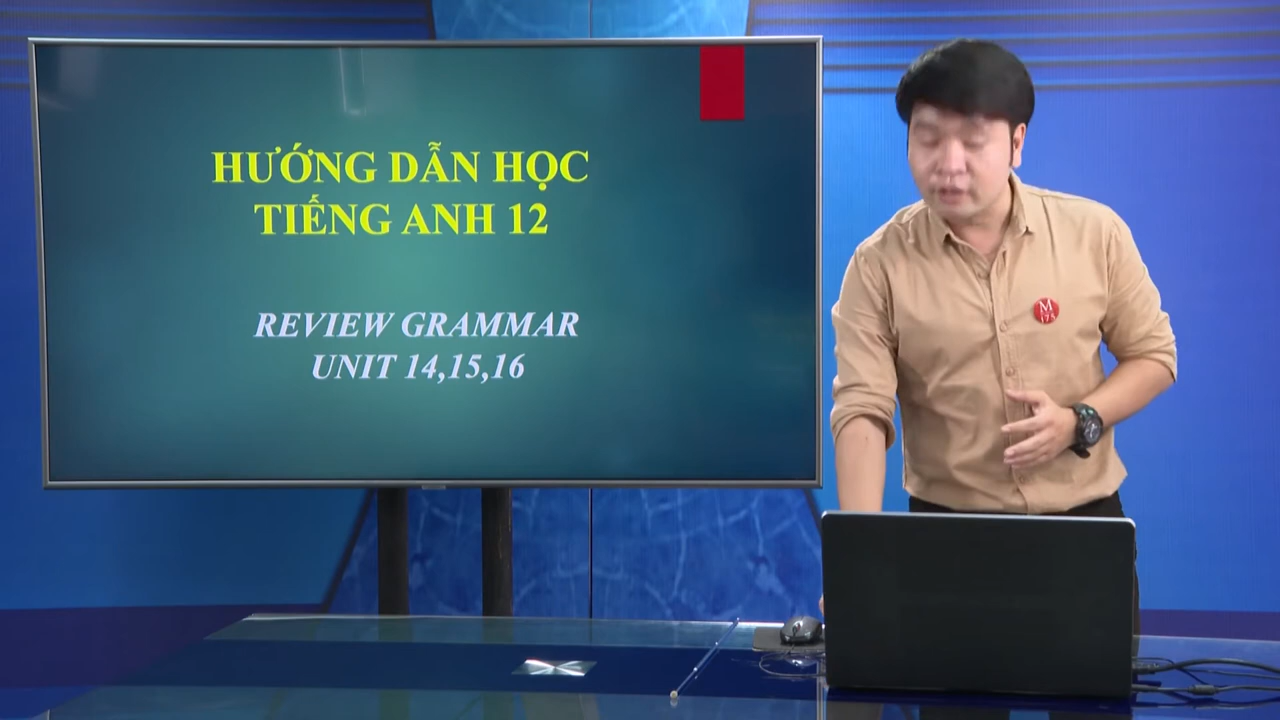 HƯỚNG DẪN HỌC
TIẾNG ANH 12
REVIEW GRAMMAR
UNIT 14,15,16
M